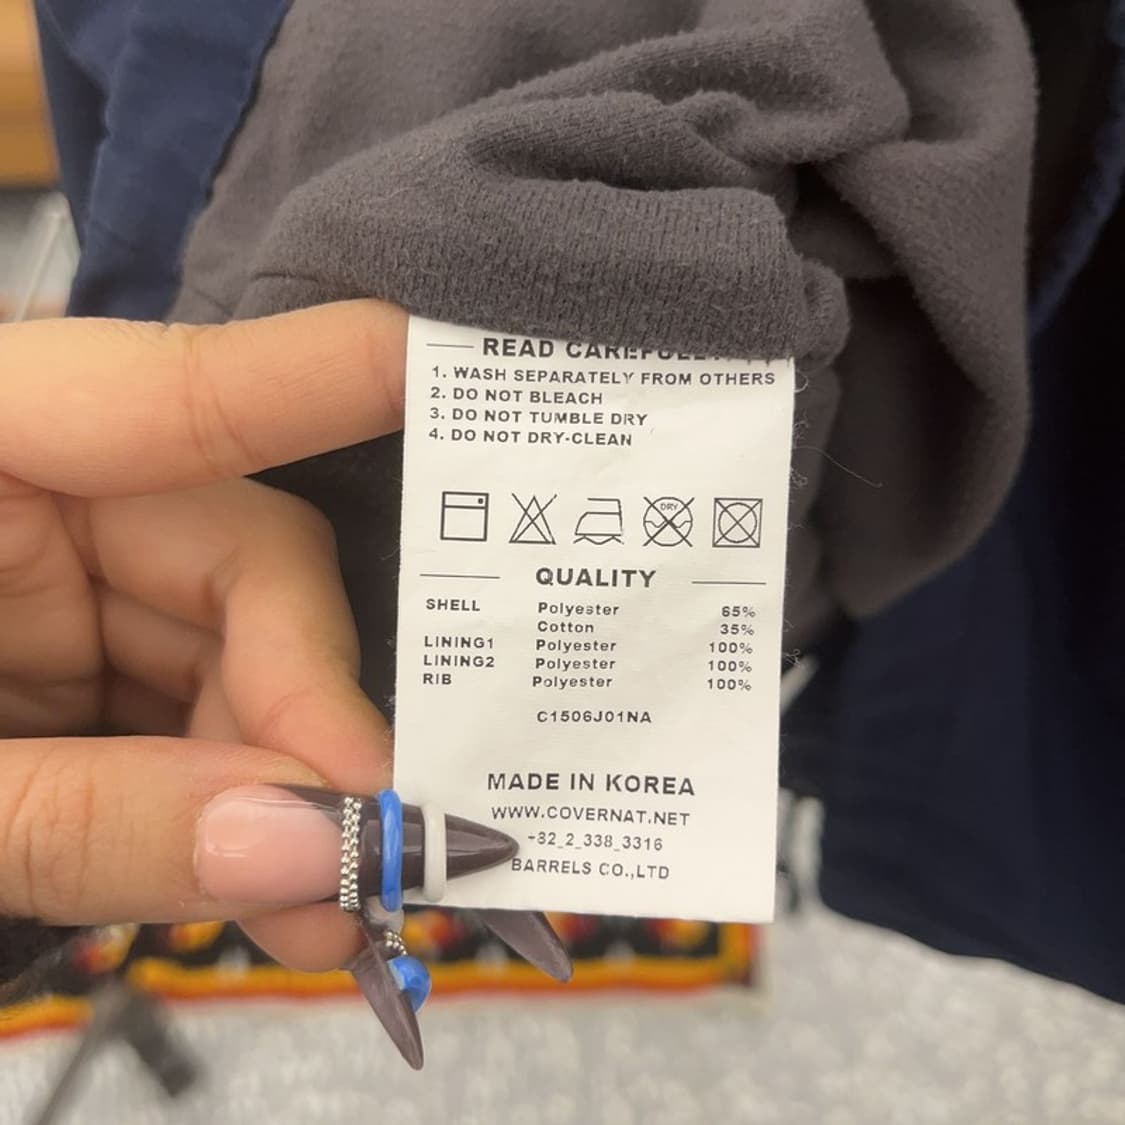 READ CAREFULLY
1. WASH SEPARATELY FROM OTHERS
2. DO NOT BLEACH
3. DO NOT TUMBLE DRY
4. DO NOT DRY-CLEAN
DRY
QUALITY
SHELL Polyester 65%
Cotton 35%
LINING1 Polyester 100%
LINING2 Polyester 100%
RIB Polyester 100%
C1506J01NA
MADE IN KOREA
WWW.COVERNAT.NET
+82_2_338_3316
BARRELS CO.,LTD